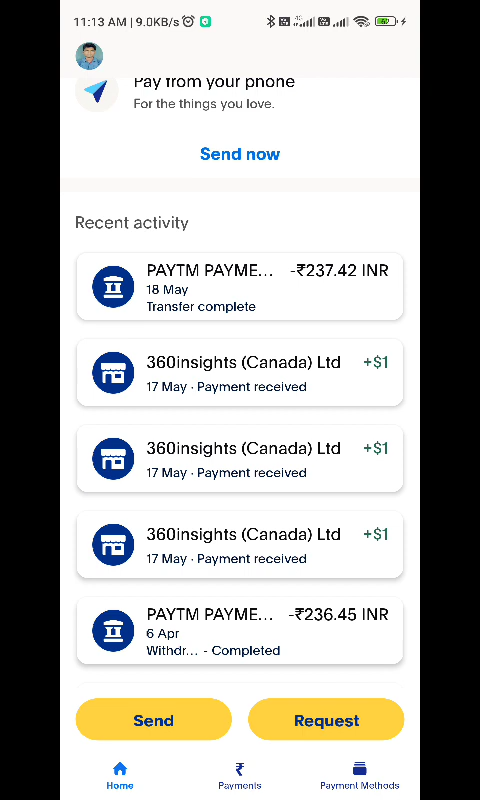 11:13 AM | 9.0KB/s
Pay from your phone
For the things you love.
Send now
Recent activity
PAYTM PAYME... -₹237.42 INR
18 May
Transfer complete
360insights (Canada) Ltd +$1
17 May · Payment received
360insights (Canada) Ltd +$1
17 May · Payment received
360insights (Canada) Ltd +$1
17 May · Payment received
PAYTM PAYME... -₹236.45 INR
6 Apr
Withdr... - Completed
Send Request
Home Payments Payment Methods